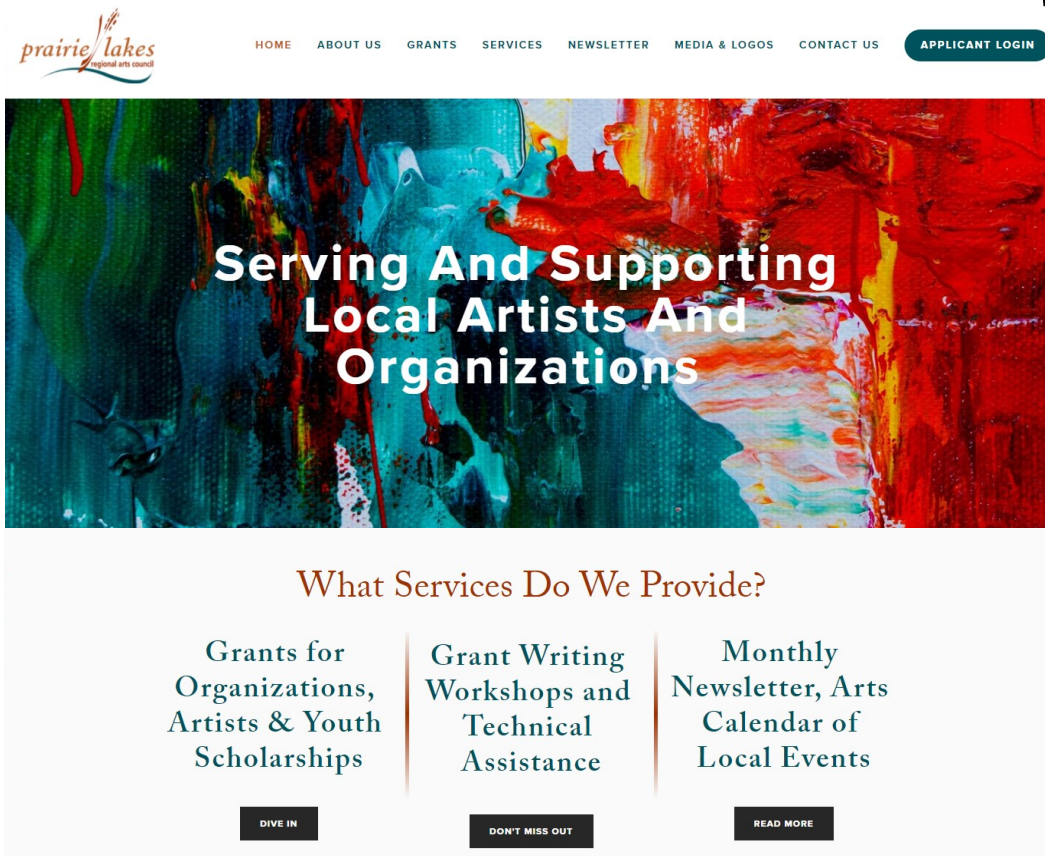 prairie lakes
regional arts council
HOME ABOUT US GRANTS SERVICES NEWSLETTER MEDIA & LOGOS CONTACT US APPLICANT LOGIN
Serving And Supporting
Local Artists And
Organizations
What Services Do We Provide?
Grants for
Organizations,
Artists & Youth
Scholarships
DIVE IN
Grant Writing
Workshops and
Technical
Assistance
DON'T MISS OUT
Monthly
Newsletter, Arts
Calendar of
Local Events
READ MORE